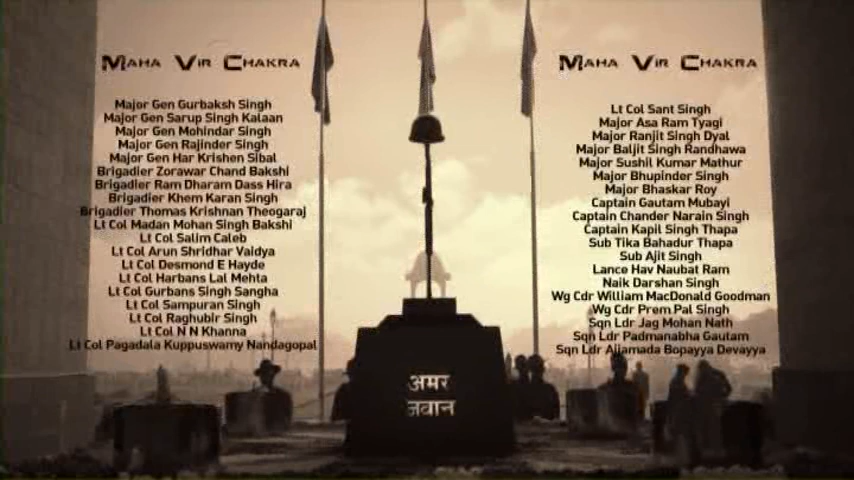 Maha Vir Chakra
Major Gen Gurbaksh Singh
Major Gen Sarup Singh Kalaan
Major Gen Mohindar Singh
Major Gen Rajinder Singh
Major Gen Har Krishen Sibal
Brigadier Zorawar Chand Bakshi
Brigadier Ram Dharam Dass Hira
Brigadier Khem Karan Singh
Brigadier Thomas Krishnan Theogaraj
Lt Col Madan Mohan Singh Bakshi
Lt Col Salim Caleb
Lt Col Arun Shridhar Vaidya
Lt Col Desmond E Hayde
Lt Col Harbans Lal Mehta
Lt Col Gurbans Singh Sangha
Lt Col Sampuran Singh
Lt Col Raghubir Singh
Lt Col N N Khanna
Lt Col Pagadala Kuppuswamy Nandagopal
Maha Vir Chakra
Lt Col Sant Singh
Major Asa Ram Tyagi
Major Ranjit Singh Dyal
Major Baljit Singh Randhawa
Major Sushil Kumar Mathur
Major Bhupinder Singh
Major Bhaskar Roy
Captain Gautam Mubayi
Captain Chander Narain Singh
Captain Kapil Singh Thapa
Sub Tika Bahadur Thapa
Sub Ajit Singh
Lance Hav Naubat Ram
Naik Darshan Singh
Wg Cdr William MacDonald Goodman
Wg Cdr Prem Pal Singh
Sqn Ldr Jag Mohan Nath
Sqn Ldr Padmanabha Gautam
Sqn Ldr Ajjamada Bopayya Devayya
अमर
जवान